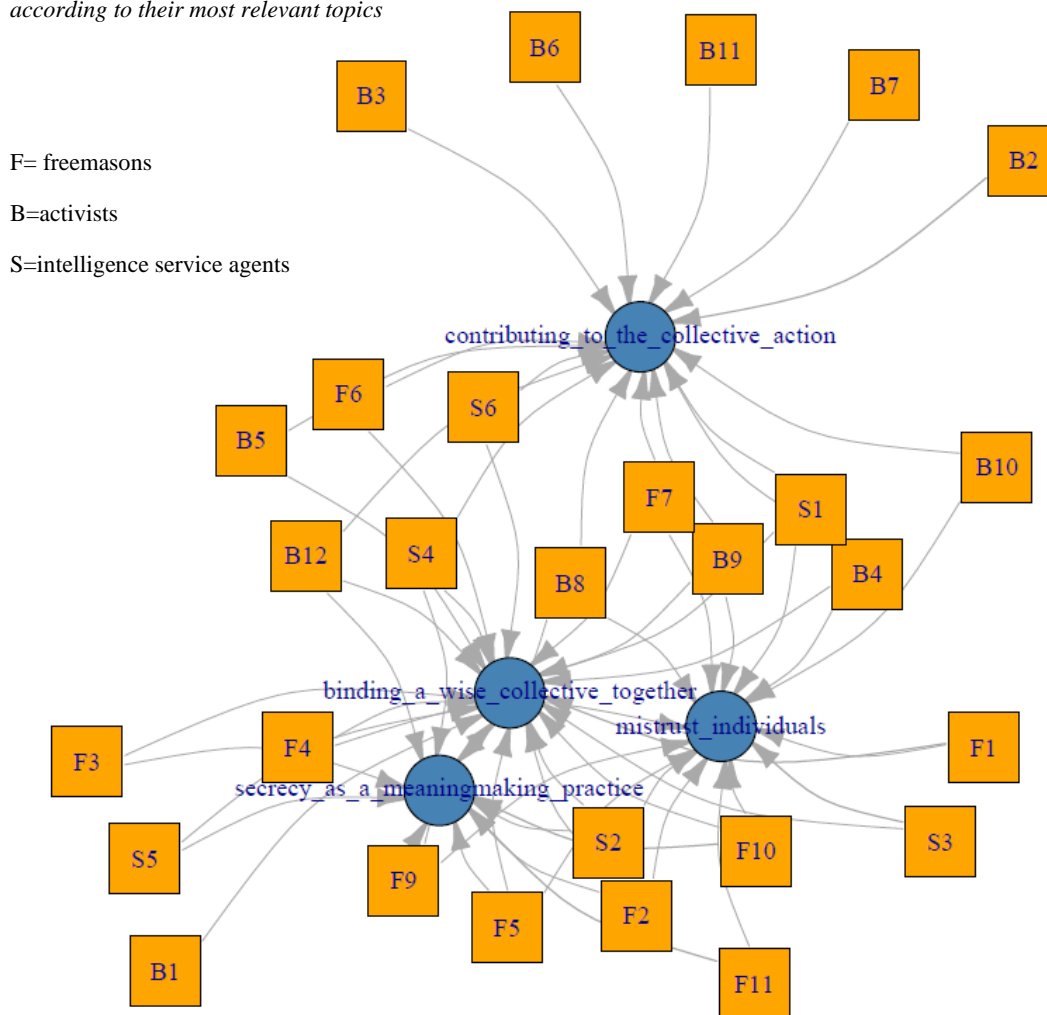 according to their most relevant topics
B6
B11
B7
B3
B2
F= freemasons
B=activists
S=intelligence service agents
contributing_to_the_collective_action
F6
S6
B5
B10
F7
S1
B12
S4
B9
B8
B4
binding_a_wise_collective_together
mistrust_individuals
F4
F3
F1
secrecy_as_a_meaningmaking_practice
S2
S3
F10
S5
F9
F2
F5
B1
F11